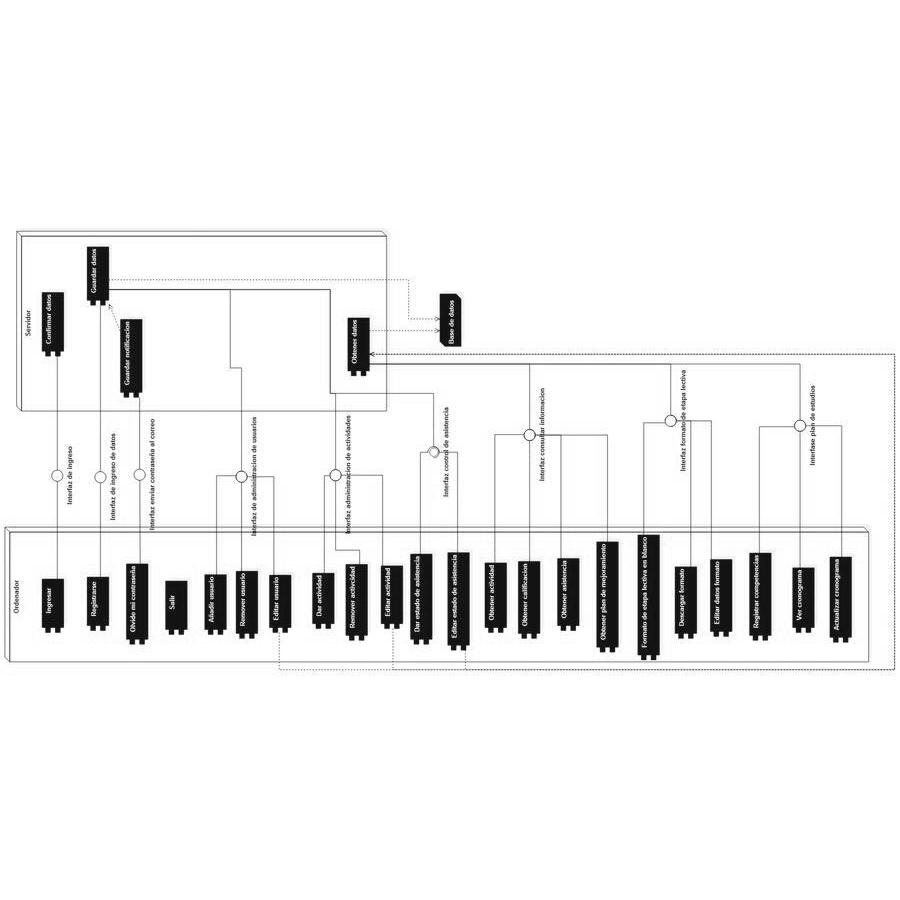 Servidor
Confirmar datos
Guardar datos
Guardar notificacion
Obtener datos
Base de datos
Interfaz de ingreso
Interfaz de ingreso de datos
Interfaz enviar contraseña al correo
Interfaz de administracion de usuarios
Interfaz administracion de actividades
Interfaz control de asistencia
Interfaz consultar informacion
Interfaz formato de etapa lectiva
Interfase plan de estudios
Ordenador
Ingresar
Registrarse
Olvide mi contraseña
Salir
Añadir usuario
Remover usuario
Editar usuario
Dar actividad
Remover activcidad
Editar actividad
Dar estado de asistencia
Editar estado de asistencia
Obtener actividad
Obtener calificacion
Obtener asistencia
Obtener plan de mejoramiento
Formato de etapa lectiva en blanco
Descargar formato
Editar datos formato
Registrar competencias
Ver cronograma
Actualizar cronograma